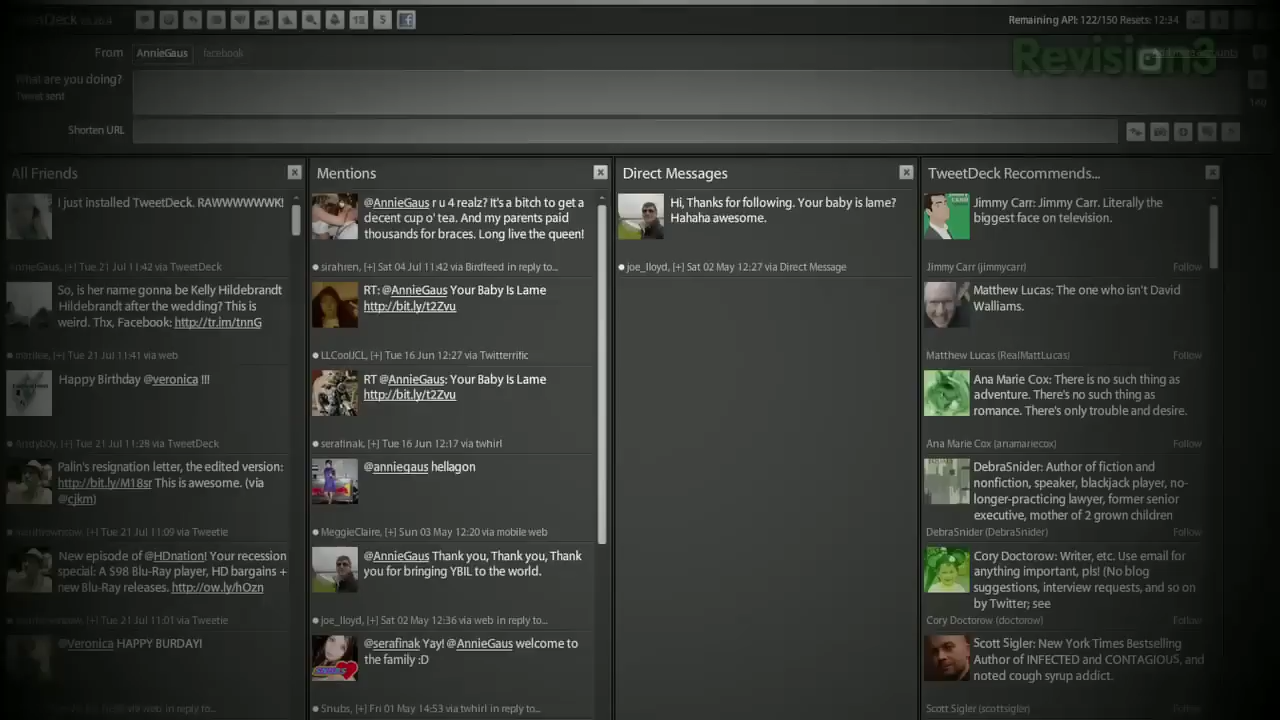 Remaining API: 122/150 Resets: 12:34
From AnnieGaus facebook
Revision3
What are you doing?
Tweet sent
Shorten URL
All Friends
I just installed TweetDeck. RAWWWWWWK!
AnnieGaus, [+] Tue 21 Jul 11:42 via TweetDeck
So, is her name gonna be Kelly Hildebrandt
Hildebrandt after the wedding? This is
weird. Thx, Facebook: http://tr.im/tnnG
[+] Tue 21 Jul 11:41 via web
Happy Birthday @veronica !!!
[+] Tue 21 Jul 11:28 via TweetDeck
Palin's resignation letter, the edited version:
http://bit.ly/M18sr This is awesome. (via
@cjkm)
[+] Tue 21 Jul 11:09 via Tweetie
New episode of @HDnation! Your recession
special: A $98 Blu-Ray player, HD bargains +
new Blu-Ray releases. http://ow.ly/hOzn
[+] Tue 21 Jul 11:01 via Tweetie
@Veronica HAPPY BURDAY!
web in reply to...
Mentions
@AnnieGaus r u 4 realz? It's a bitch to get a
decent cup o' tea. And my parents paid
thousands for braces. Long live the queen!
sirahren, [+] Sat 04 Jul 11:42 via Birdfeed in reply to...
RT: @AnnieGaus Your Baby Is Lame
http://bit.ly/t2Zvu
LLCoolJCL, [+] Tue 16 Jun 12:27 via Twitterrific
RT @AnnieGaus: Your Baby Is Lame
http://bit.ly/t2Zvu
serafinak, [+] Tue 16 Jun 12:17 via twhirl
@anniegaus hellagon
MeggieClaire, [+] Sun 03 May 12:20 via mobile web
@AnnieGaus Thank you, Thank you, Thank
you for bringing YBIL to the world.
joe_lloyd, [+] Sat 02 May 12:36 via web in reply to...
@serafinak Yay! @AnnieGaus welcome to
the family :D
Snubs, [+] Fri 01 May 14:53 via twhirl in reply to...
Direct Messages
Hi, Thanks for following. Your baby is lame?
Hahaha awesome.
joe_lloyd, [+] Sat 02 May 12:27 via Direct Message
TweetDeck Recommends...
Jimmy Carr: Jimmy Carr. Literally the
biggest face on television.
Jimmy Carr (jimmycarr) Follow
Matthew Lucas: The one who isn't David
Walliams.
Matthew Lucas (RealMattLucas) Follow
Ana Marie Cox: There is no such thing as
adventure. There's no such thing as
romance. There's only trouble and desire.
Ana Marie Cox (anamariecox) Follow
DebraSnider: Author of fiction and
nonfiction, speaker, blackjack player, no-
longer-practicing lawyer, former senior
executive, mother of 2 grown children
DebraSnider (DebraSnider) Follow
Cory Doctorow: Writer, etc. Use email for
anything important, pls! (No blog
suggestions, interview requests, and so on
by Twitter; see
Cory Doctorow (doctorow) Follow
Scott Sigler: New York Times Bestselling
Author of INFECTED and CONTAGIOUS, and
noted cough syrup addict.
Scott Sigler (scottsigler) Follow